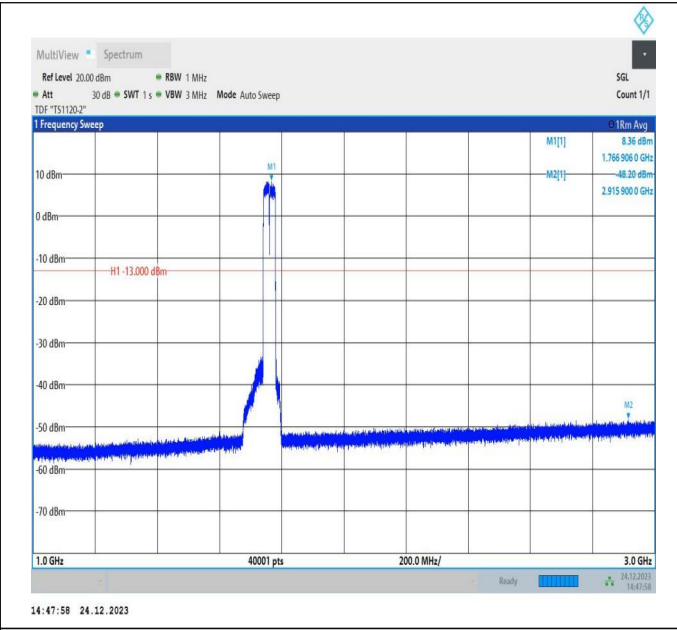 MultiView Spectrum
Ref Level 20.00 dBm RBW 1 MHz SGL
Att 30 dB SWT 1 s VBW 3 MHz Mode Auto Sweep Count 1/1
TDF "TS1120-2"
1 Frequency Sweep 1Rm Avg
M1[1] 8.36 dBm
1.766 906 0 GHz
M2[1] -48.20 dBm
2.915 900 0 GHz
M1
10 dBm
0 dBm
-10 dBm
H1 -13.000 dBm
-20 dBm
-30 dBm
-40 dBm
M2
-50 dBm
-60 dBm
-70 dBm
1.0 GHz 40001 pts 200.0 MHz/ 3.0 GHz
Ready 24.12.2023
14:47:58
14:47:58 24.12.2023